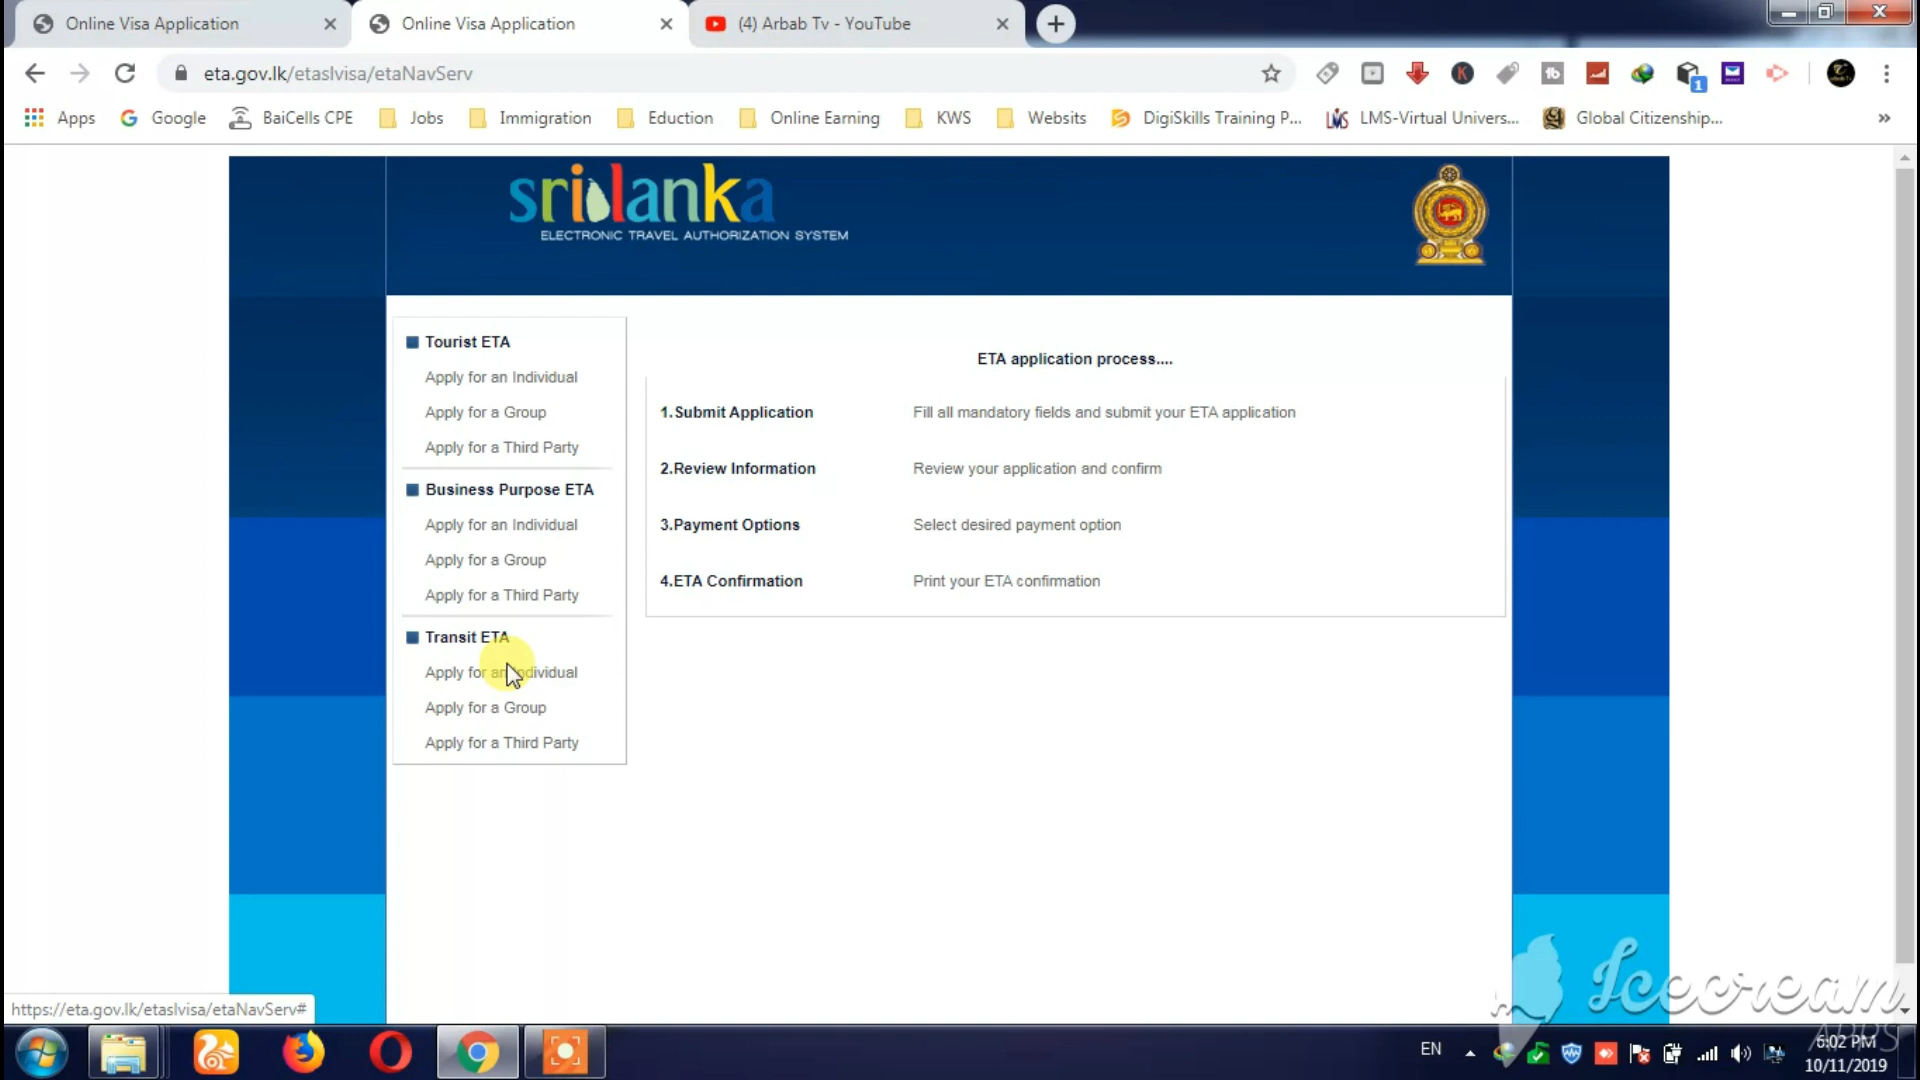 Online Visa Application
Online Visa Application
(4) Arbab Tv - YouTube
eta.gov.lk/etaslvisa/etaNavServ
Apps
Google
BaiCells CPE
Jobs
Immigration
Eduction
Online Earning
KWS
Websits
DigiSkills Training P...
LMS-Virtual Univers...
Global Citizenship...
»
srilanka
ELECTRONIC TRAVEL AUTHORIZATION SYSTEM
Tourist ETA
Apply for an Individual
Apply for a Group
Apply for a Third Party
Business Purpose ETA
Apply for an Individual
Apply for a Group
Apply for a Third Party
Transit ETA
Apply for an Individual
Apply for a Group
Apply for a Third Party
ETA application process....
1.Submit Application Fill all mandatory fields and submit your ETA application
2.Review Information Review your application and confirm
3.Payment Options Select desired payment option
4.ETA Confirmation Print your ETA confirmation
https://eta.gov.lk/etaslvisa/etaNavServ#
Icecream
APPS
EN
6:02 PM
10/11/2019